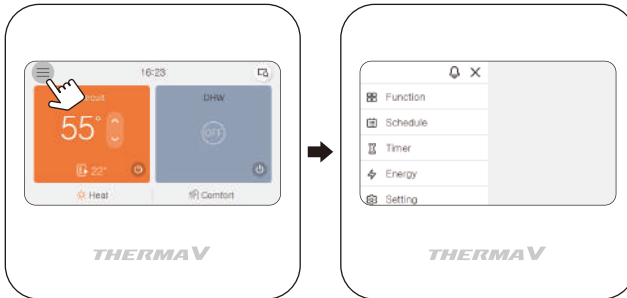 16:23
Circuit DHW
55°
OFF
22°
Heat Comfort
THERMA V
Function
Schedule
Timer
Energy
Setting
THERMA V